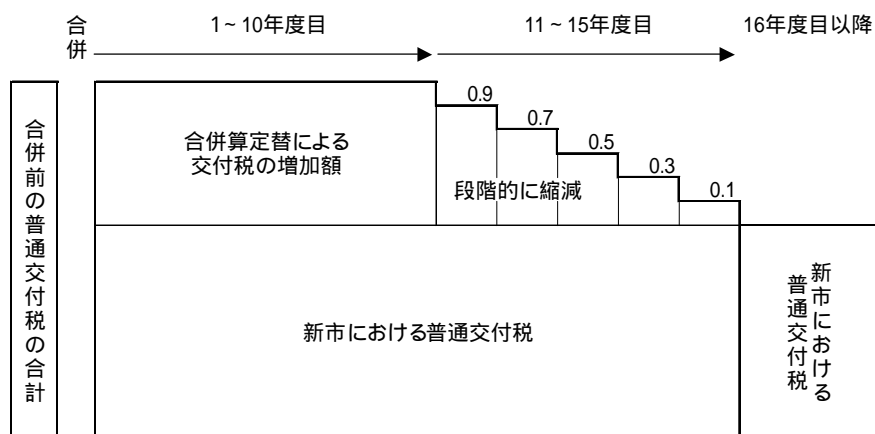 合併
1~10年度目
11~15年度目
16年度目以降
合併前の普通交付税の合計
合併算定替による
交付税の増加額
0.9
0.7
0.5
0.3
0.1
段階的に縮減
新市における普通交付税
新市における
普通交付税